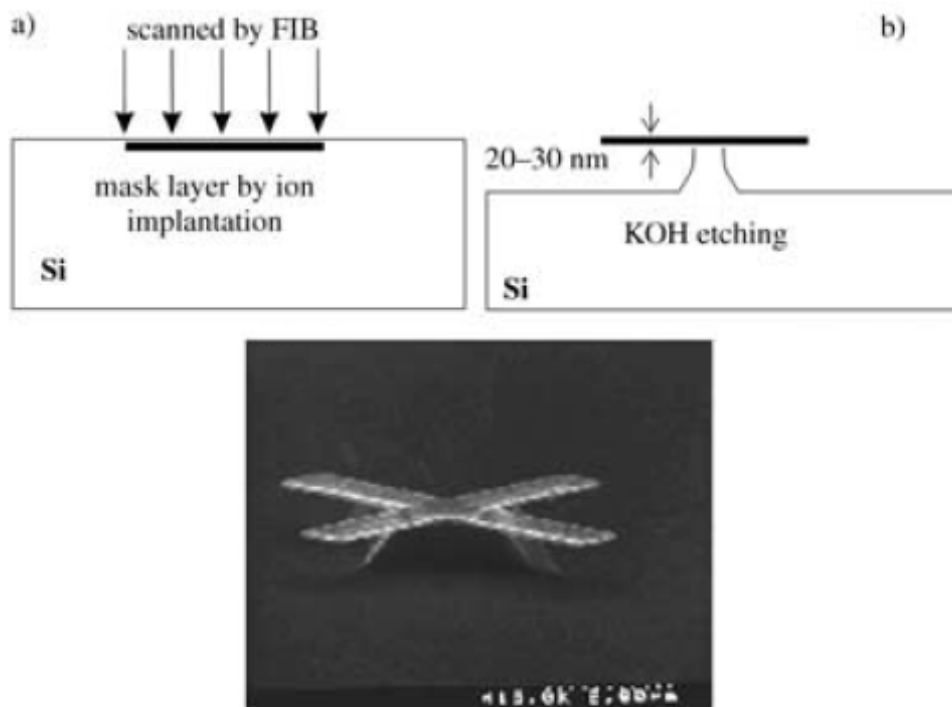 a)
scanned by FIB
b)
20–30 nm
mask layer by ion
implantation
KOH etching
Si
Si